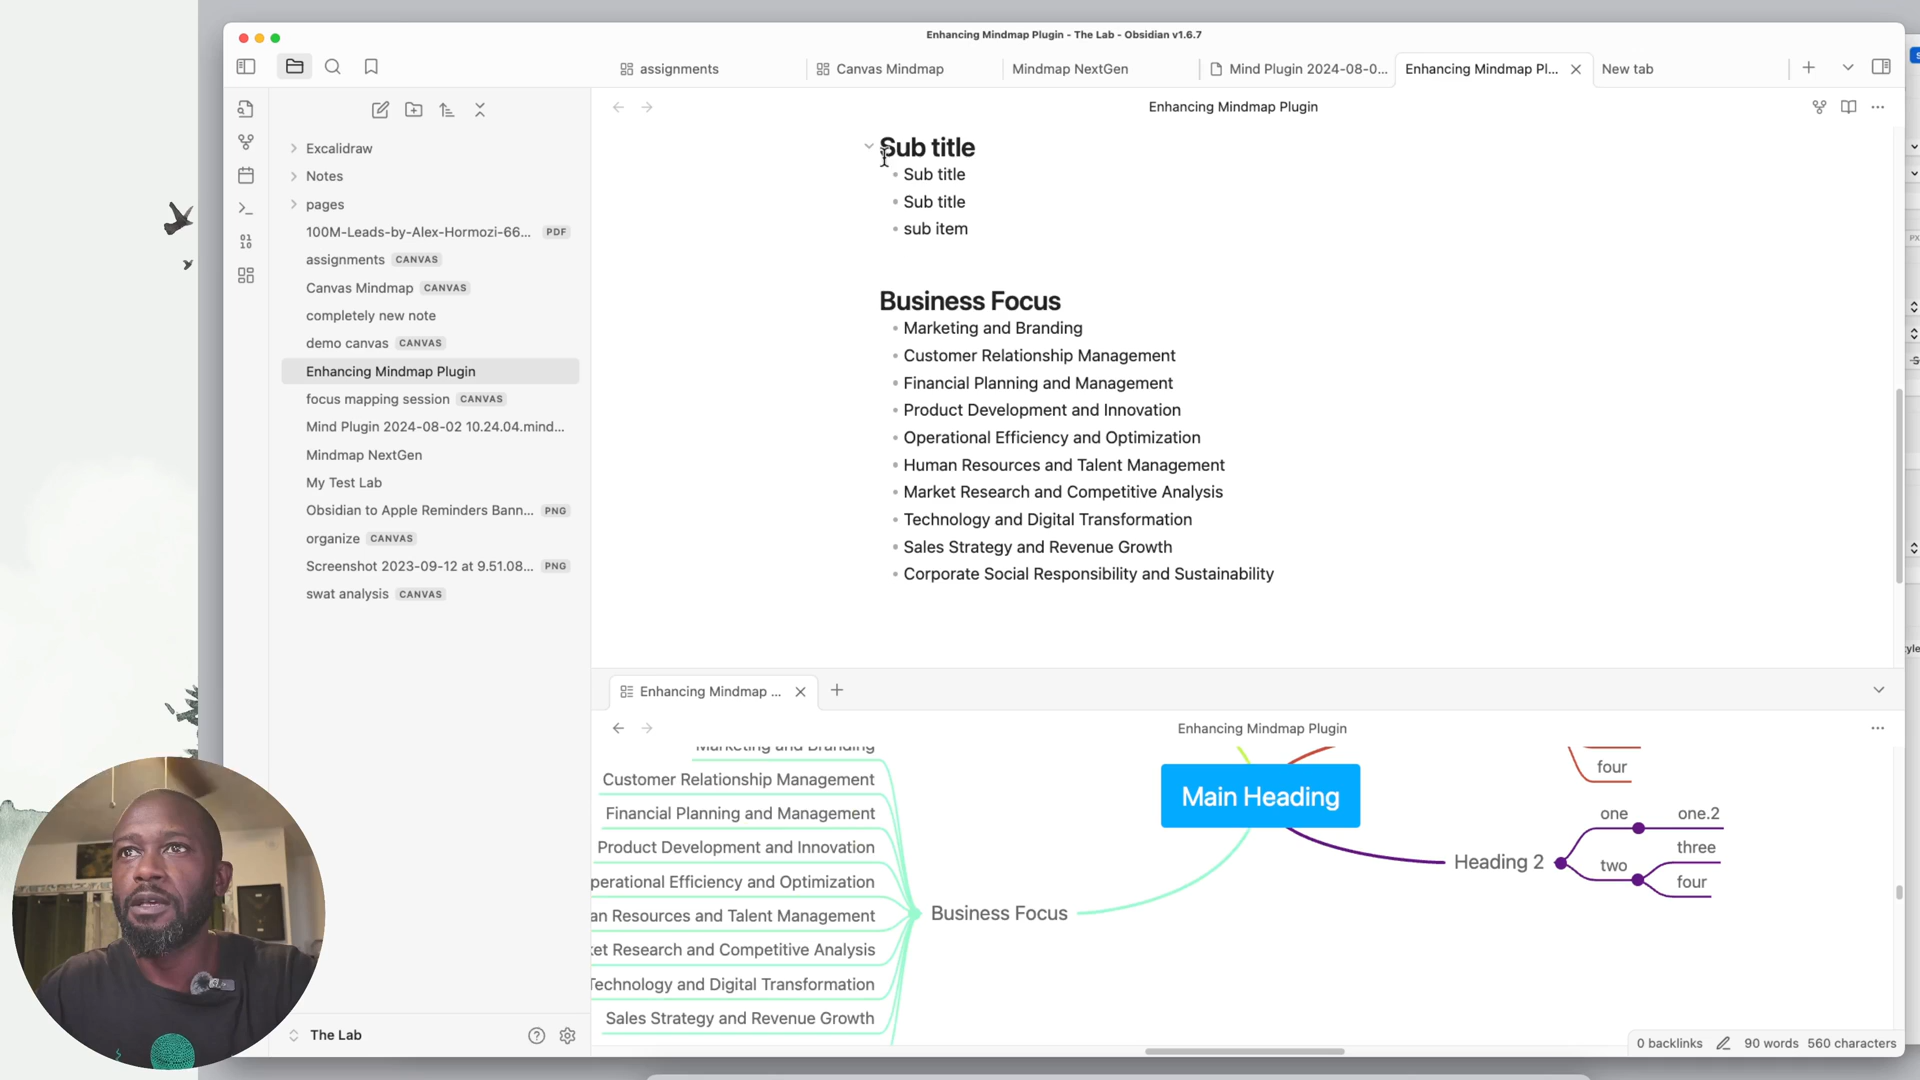 Enhancing Mindmap Plugin - The Lab - Obsidian v1.6.7
assignments
Canvas Mindmap
Mindmap NextGen
Mind Plugin 2024-08-0...
Enhancing Mindmap Pl...
New tab
Enhancing Mindmap Plugin
Excalidraw
Notes
pages
100M-Leads-by-Alex-Hormozi-66... PDF
assignments CANVAS
Canvas Mindmap CANVAS
completely new note
demo canvas CANVAS
Enhancing Mindmap Plugin
focus mapping session CANVAS
Mind Plugin 2024-08-02 10.24.04.mind...
Mindmap NextGen
My Test Lab
Obsidian to Apple Reminders Bann... PNG
organize CANVAS
Screenshot 2023-09-12 at 9.51.08... PNG
swat analysis CANVAS
The Lab
Sub title
Sub title
Sub title
sub item
Business Focus
Marketing and Branding
Customer Relationship Management
Financial Planning and Management
Product Development and Innovation
Operational Efficiency and Optimization
Human Resources and Talent Management
Market Research and Competitive Analysis
Technology and Digital Transformation
Sales Strategy and Revenue Growth
Corporate Social Responsibility and Sustainability
Enhancing Mindmap ...
Enhancing Mindmap Plugin
Marketing and Branding
Customer Relationship Management
Financial Planning and Management
Product Development and Innovation
perational Efficiency and Optimization
an Resources and Talent Management
ket Research and Competitive Analysis
Technology and Digital Transformation
Sales Strategy and Revenue Growth
Business Focus
Main Heading
four
Heading 2
one
one.2
two
three
four
0 backlinks
90 words
560 characters